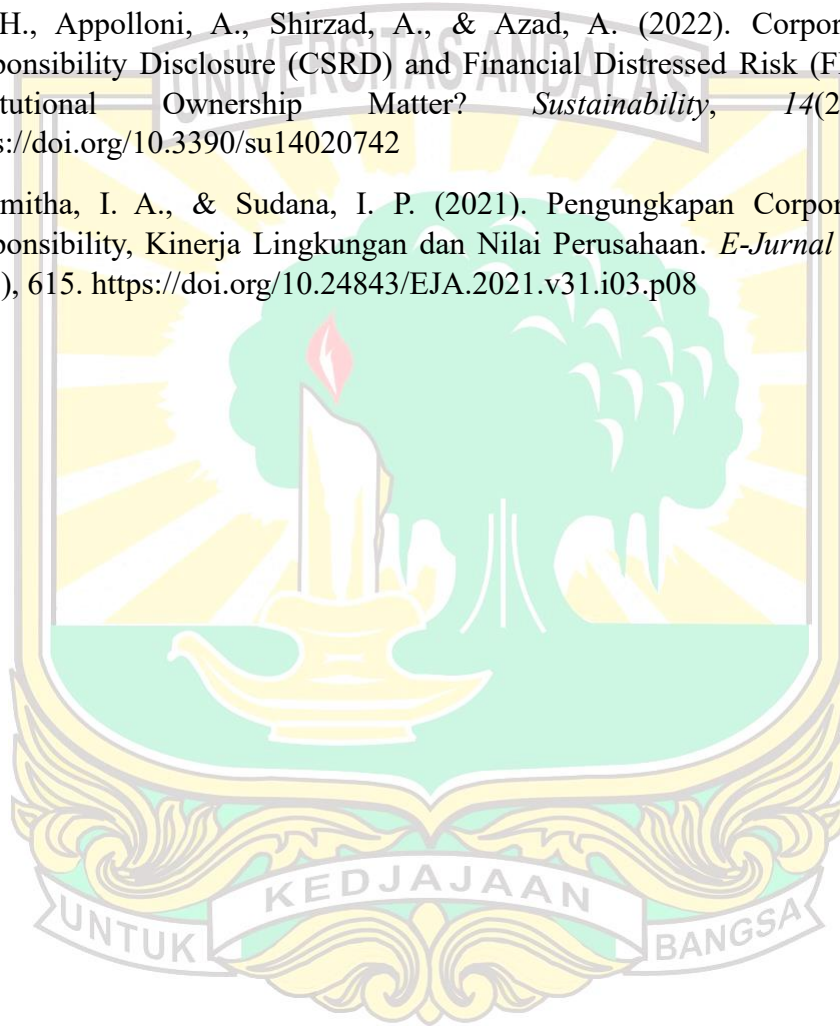 H., Appolloni, A., Shirzad, A., & Azad, A. (2022). Corpor
ponsibility Disclosure (CSRD) and Financial Distressed Risk (F
tutional Ownership Matter? Sustainability, 14(2
s://doi.org/10.3390/su14020742
mitha, I. A., & Sudana, I. P. (2021). Pengungkapan Corpor
ponsibility, Kinerja Lingkungan dan Nilai Perusahaan. E-Jurnal
), 615. https://doi.org/10.24843/EJA.2021.v31.i03.p08
UNIVERSITAS ANDALAS
UNTUK KEDJAJAAN BANGSA